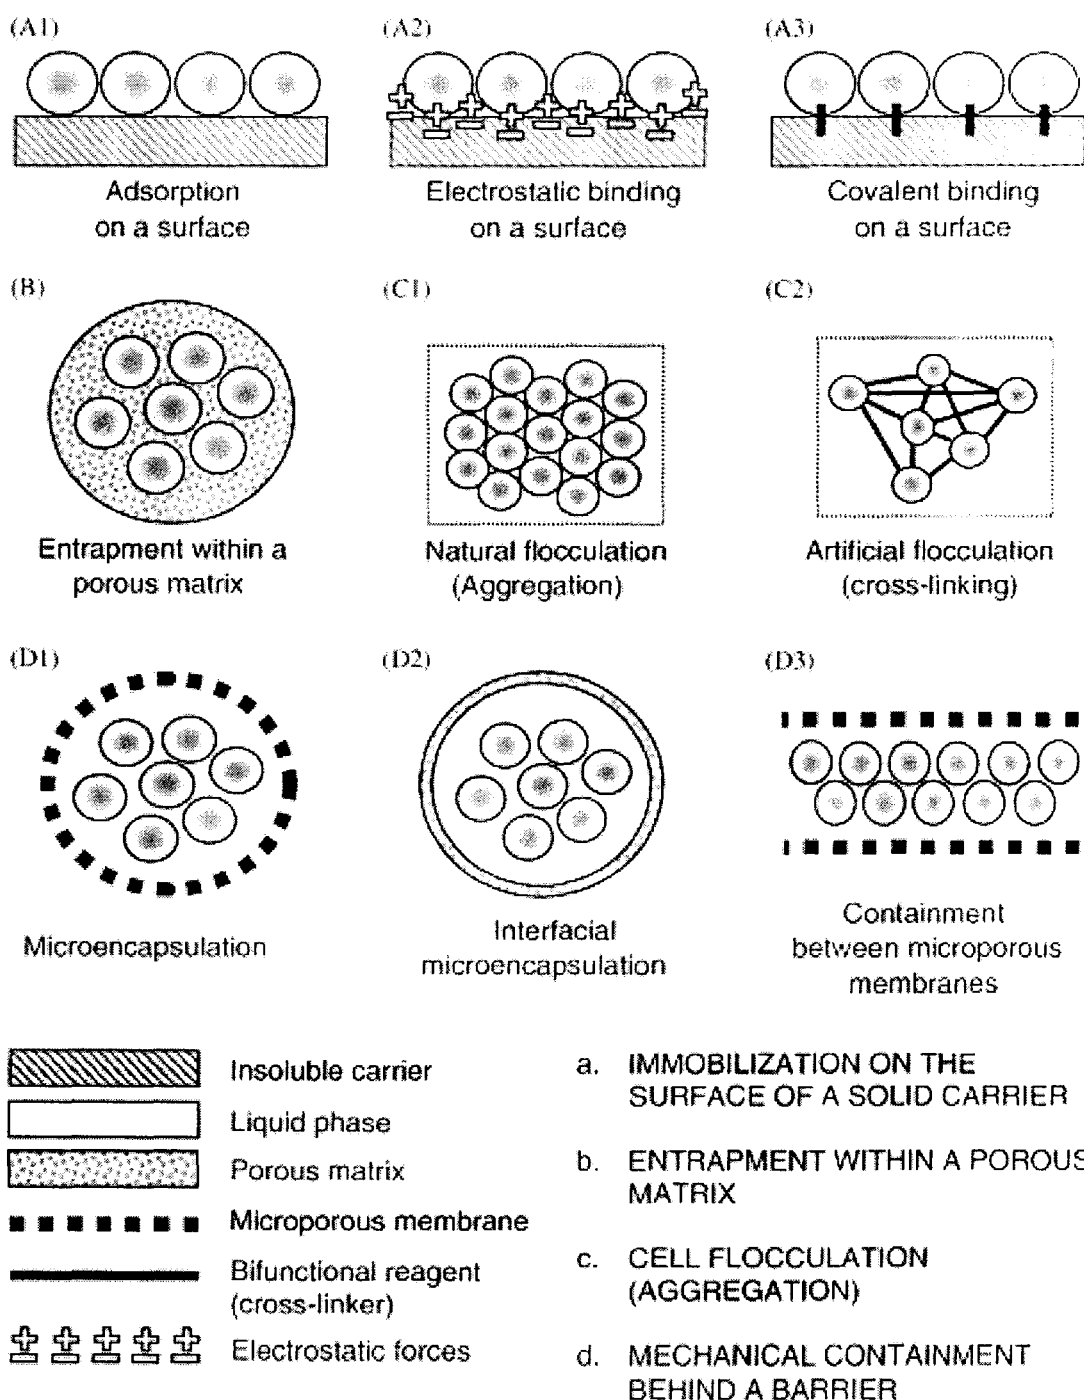 (A1)
(A2)
(A3)
Adsorption
on a surface
Electrostatic binding
on a surface
Covalent binding
on a surface
(B)
(C1)
(C2)
Entrapment within a
porous matrix
Natural flocculation
(Aggregation)
Artificial flocculation
(cross-linking)
(D1)
(D2)
(D3)
Microencapsulation
Interfacial
microencapsulation
Containment
between microporous
membranes
Insoluble carrier
Liquid phase
Porous matrix
Microporous membrane
Bifunctional reagent
(cross-linker)
Electrostatic forces
a. IMMOBILIZATION ON THE
SURFACE OF A SOLID CARRIER
b. ENTRAPMENT WITHIN A POROUS
MATRIX
c. CELL FLOCCULATION
(AGGREGATION)
d. MECHANICAL CONTAINMENT
BEHIND A BARRIER